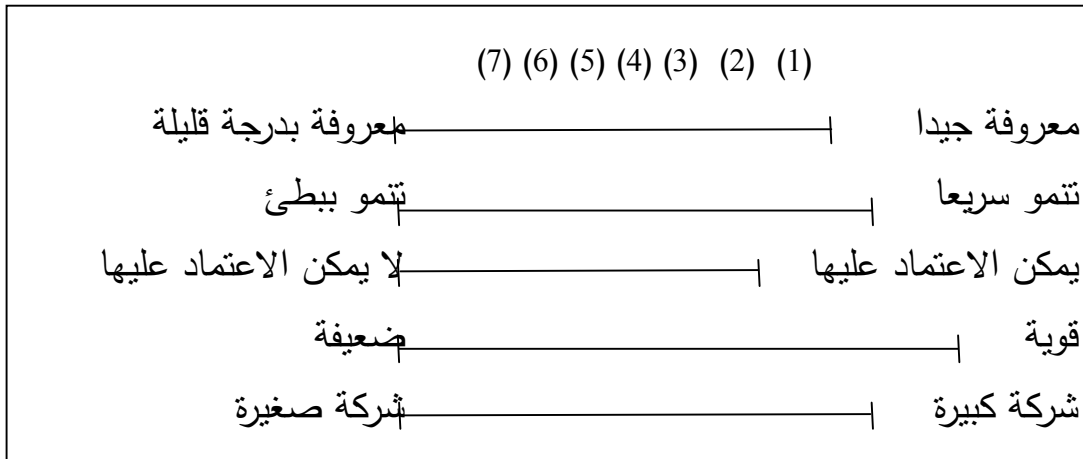 (1) (2) (3) (4) (5) (6) (7)
معروفة جيدا معروفة بدرجة قليلة
تنمو سريعا تنمو ببطئ
يمكن الاعتماد عليها لا يمكن الاعتماد عليها
قوية ضعيفة
شركة كبيرة شركة صغيرة